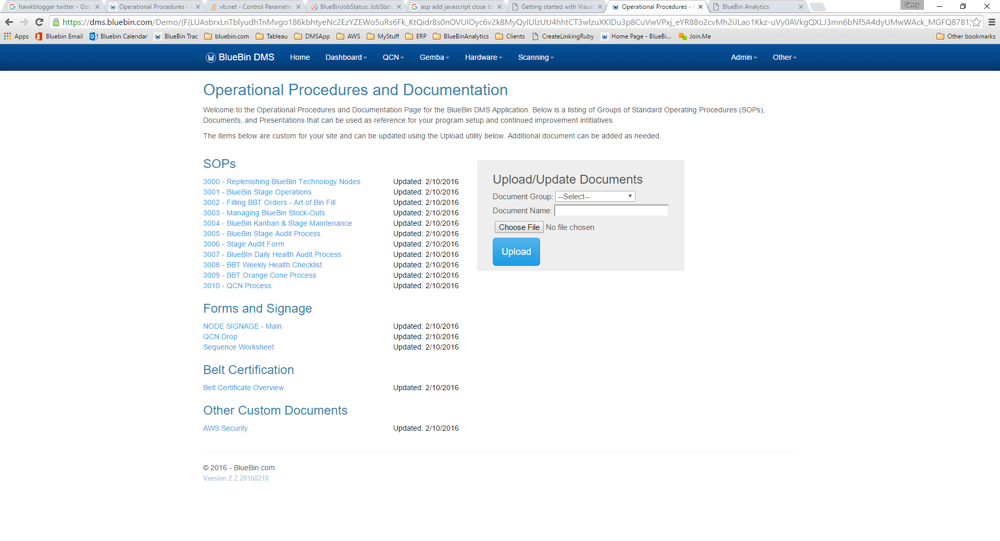 hawkblogger twitter - Goo
Operational Procedures -
vb.net - Control Parameter
BlueBinJobStatus: JobStatu
asp add javascript close br
Getting started with Visual
Operational Procedures -
BlueBin Analytics
Gerry
https://dms.bluebin.com/Demo/(F(
Apps
Bluebin Email
Bluebin Calendar
BlueBin Trac
bluebin.com
Tableau
DMSApp
AWS
MyStuff
ERP
BlueBinAnalytics
Clients
CreateLinkingRuby
Home Page - BlueBi...
Join.Me
Other bookmarks
BlueBin DMS
Home
Dashboard
QCN
Gemba
Hardware
Scanning
Admin
Other
Operational Procedures and Documentation
Welcome to the Operational Procedures and Documentation Page for the BlueBin DMS Application. Below is a listing of Groups of Standard Operating Procedures (SOPs),
Documents, and Presentations that can be used as reference for your program setup and continued improvement intitiatives.
The items below are custom for your site and can be updated using the Upload utility below. Additional document can be added as needed.
SOPs
3000 - Replenishing BlueBin Technology Nodes Updated: 2/10/2016
3001 - BlueBin Stage Operations Updated: 2/10/2016
3002 - Filling BBT Orders - Art of Bin Fill Updated: 2/10/2016
3003 - Managing BlueBin Stock-Outs Updated: 2/10/2016
3004 - BlueBin Kanban & Stage Maintenance Updated: 2/10/2016
3005 - BlueBin Stage Audit Process Updated: 2/10/2016
3006 - Stage Audit Form Updated: 2/10/2016
3007 - BlueBIn Daily Health Audit Process Updated: 2/10/2016
3008 - BBT Weekly Health Checklist Updated: 2/10/2016
3009 - BBT Orange Cone Process Updated: 2/10/2016
3010 - QCN Process Updated: 2/10/2016
Upload/Update Documents
Document Group: --Select--
Document Name:
Choose File No file chosen
Upload
Forms and Signage
NODE SIGNAGE - Main Updated: 2/10/2016
QCN Drop Updated: 2/10/2016
Sequence Worksheet Updated: 2/10/2016
Belt Certification
Belt Certificate Overview Updated: 2/10/2016
Other Custom Documents
AWS Security Updated: 2/10/2016
© 2016 - BlueBin.com
Version 2.2.20160210